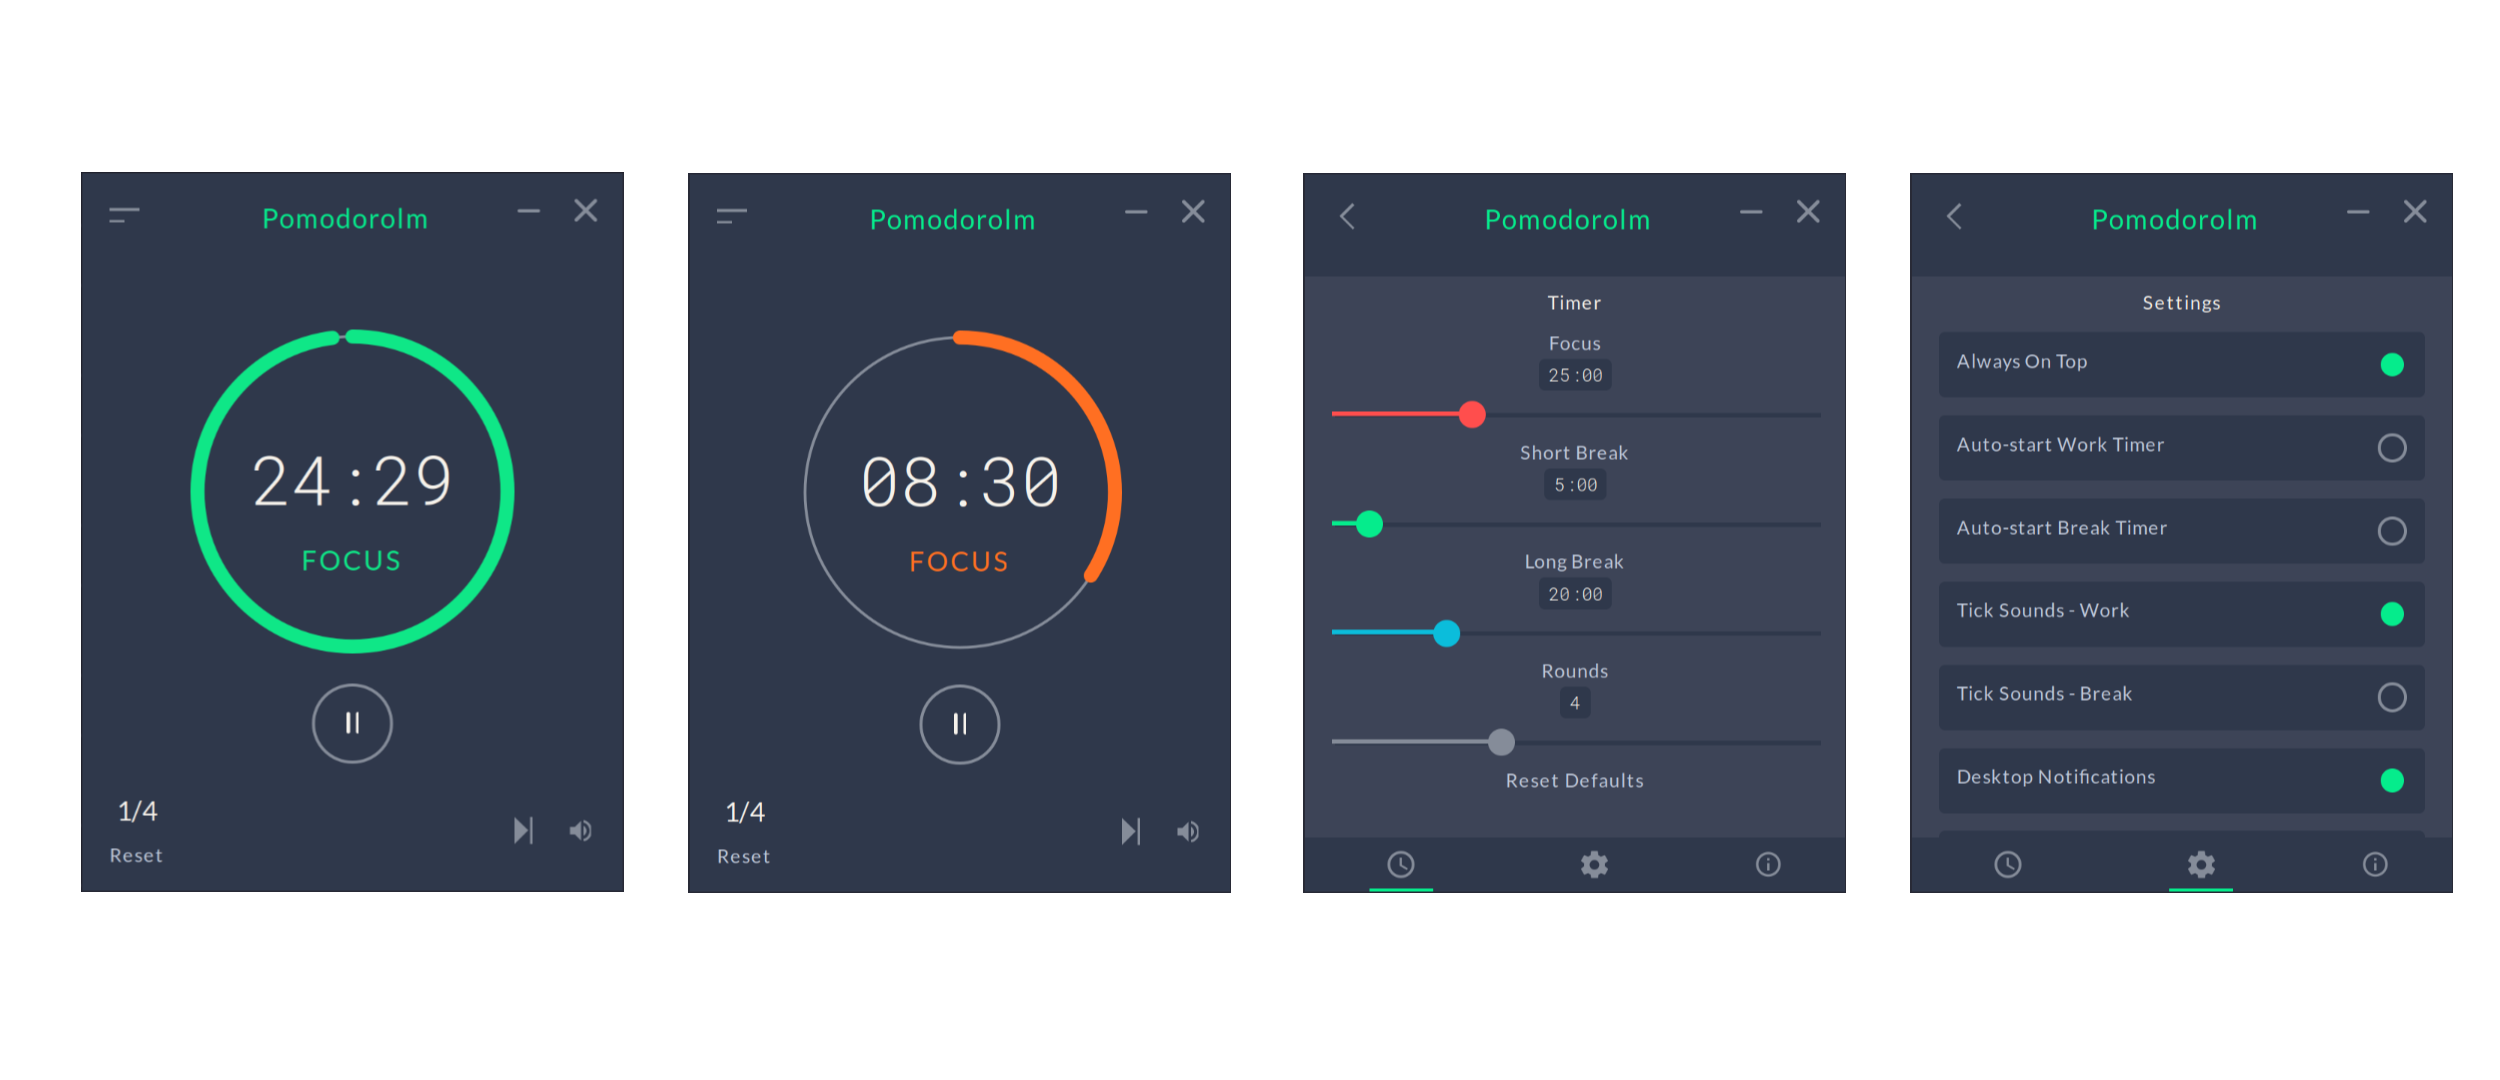 Pomodorolm
24:29
FOCUS
1/4
Reset
Pomodorolm
08:30
FOCUS
1/4
Reset
Pomodorolm
Timer
Focus
25:00
Short Break
5:00
Long Break
20:00
Rounds
4
Reset Defaults
Pomodorolm
Settings
Always On Top
Auto-start Work Timer
Auto-start Break Timer
Tick Sounds - Work
Tick Sounds - Break
Desktop Notifications